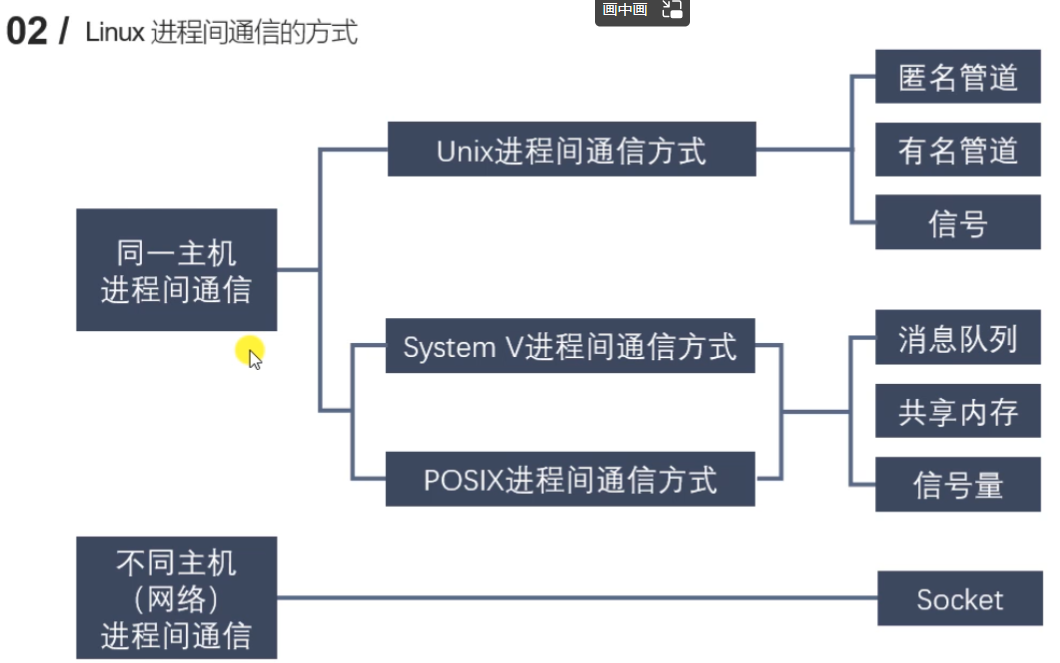 02 / Linux 进程间通信的方式
画中画
匿名管道
Unix进程间通信方式
有名管道
信号
同一主机
进程间通信
System V进程间通信方式
消息队列
共享内存
POSIX进程间通信方式
信号量
不同主机
（网络）
进程间通信
Socket